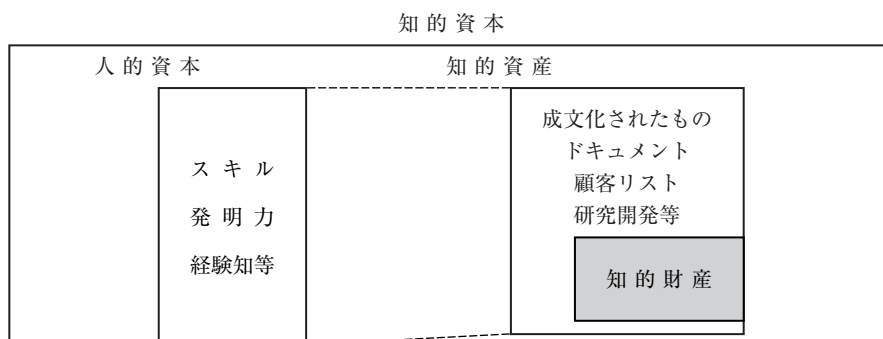 知的資本
人的資本
知的資産
スキル
発明力
経験知等
成文化されたもの
ドキュメント
顧客リスト
研究開発等
知的財産